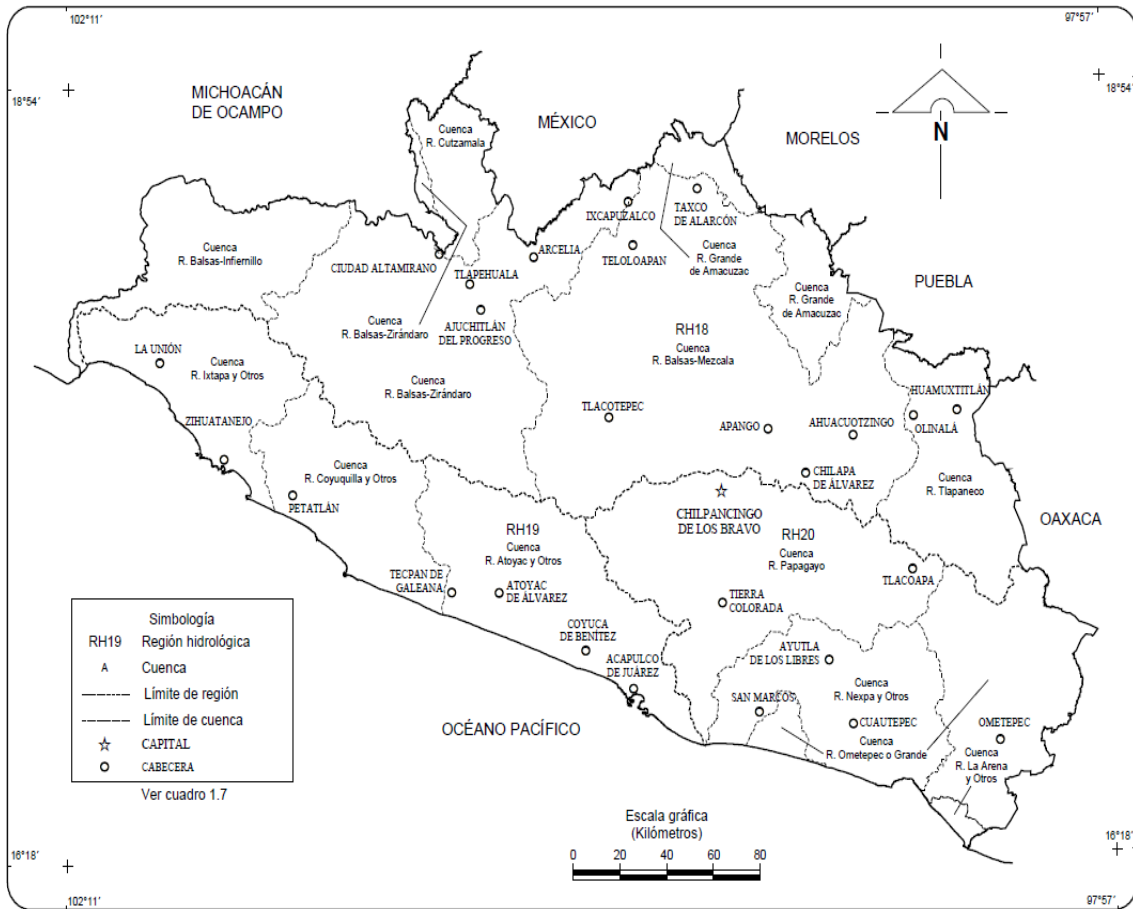 102°11′
97°57′
18°54′
18°54′
MICHOACÁN
DE OCAMPO
MÉXICO
MORELOS
N
Cuenca
R. Cutzamala
IXCAPUZALCO
TAXCO
DE ALARCÓN
Cuenca
R. Balsas-Infiernillo
CIUDAD ALTAMIRANO
ARCELIA
TELOLOAPAN
Cuenca
R. Grande
de Amacuzac
TLAPEHUALA
PUEBLA
Cuenca
R. Grande
de Amacuzac
Cuenca
R. Balsas-Zirándaro
AJUCHITLÁN
DEL PROGRESO
RH18
Cuenca
R. Balsas-Mezcala
LA UNIÓN
Cuenca
R. Ixtapa y Otros
Cuenca
R. Balsas-Zirándaro
HUAMUXTITLÁN
ZIHUATANEJO
TLACOTEPEC
APANGO
AHUACUOTZINGO
OLINALÁ
Cuenca
R. Coyuquilla y Otros
CHILAPA
DE ÁLVAREZ
Cuenca
R. Tlapaneco
PETATLÁN
CHILPANCINGO
DE LOS BRAVO
OAXACA
RH19
Cuenca
R. Atoyac y Otros
RH20
Cuenca
R. Papagayo
TECPAN DE
GALEANA
ATOYAC
DE ÁLVAREZ
TLACOAPA
TIERRA
COLORADA
COYUCA
DE BENÍTEZ
AYUTLA
DE LOS LIBRES
ACAPULCO
DE JUÁREZ
Cuenca
R. Nexpa y Otros
SAN MARCOS
CUAUTEPEC
OMETEPEC
OCÉANO PACÍFICO
Cuenca
R. Ometepec o Grande
Cuenca
R. La Arena
y Otros
Simbología
RH19 Región hidrológica
A Cuenca
Límite de región
Límite de cuenca
CAPITAL
CABECERA
Ver cuadro 1.7
Escala gráfica
(Kilómetros)
0 20 40 60 80
16°18′
16°18′
102°11′
97°57′